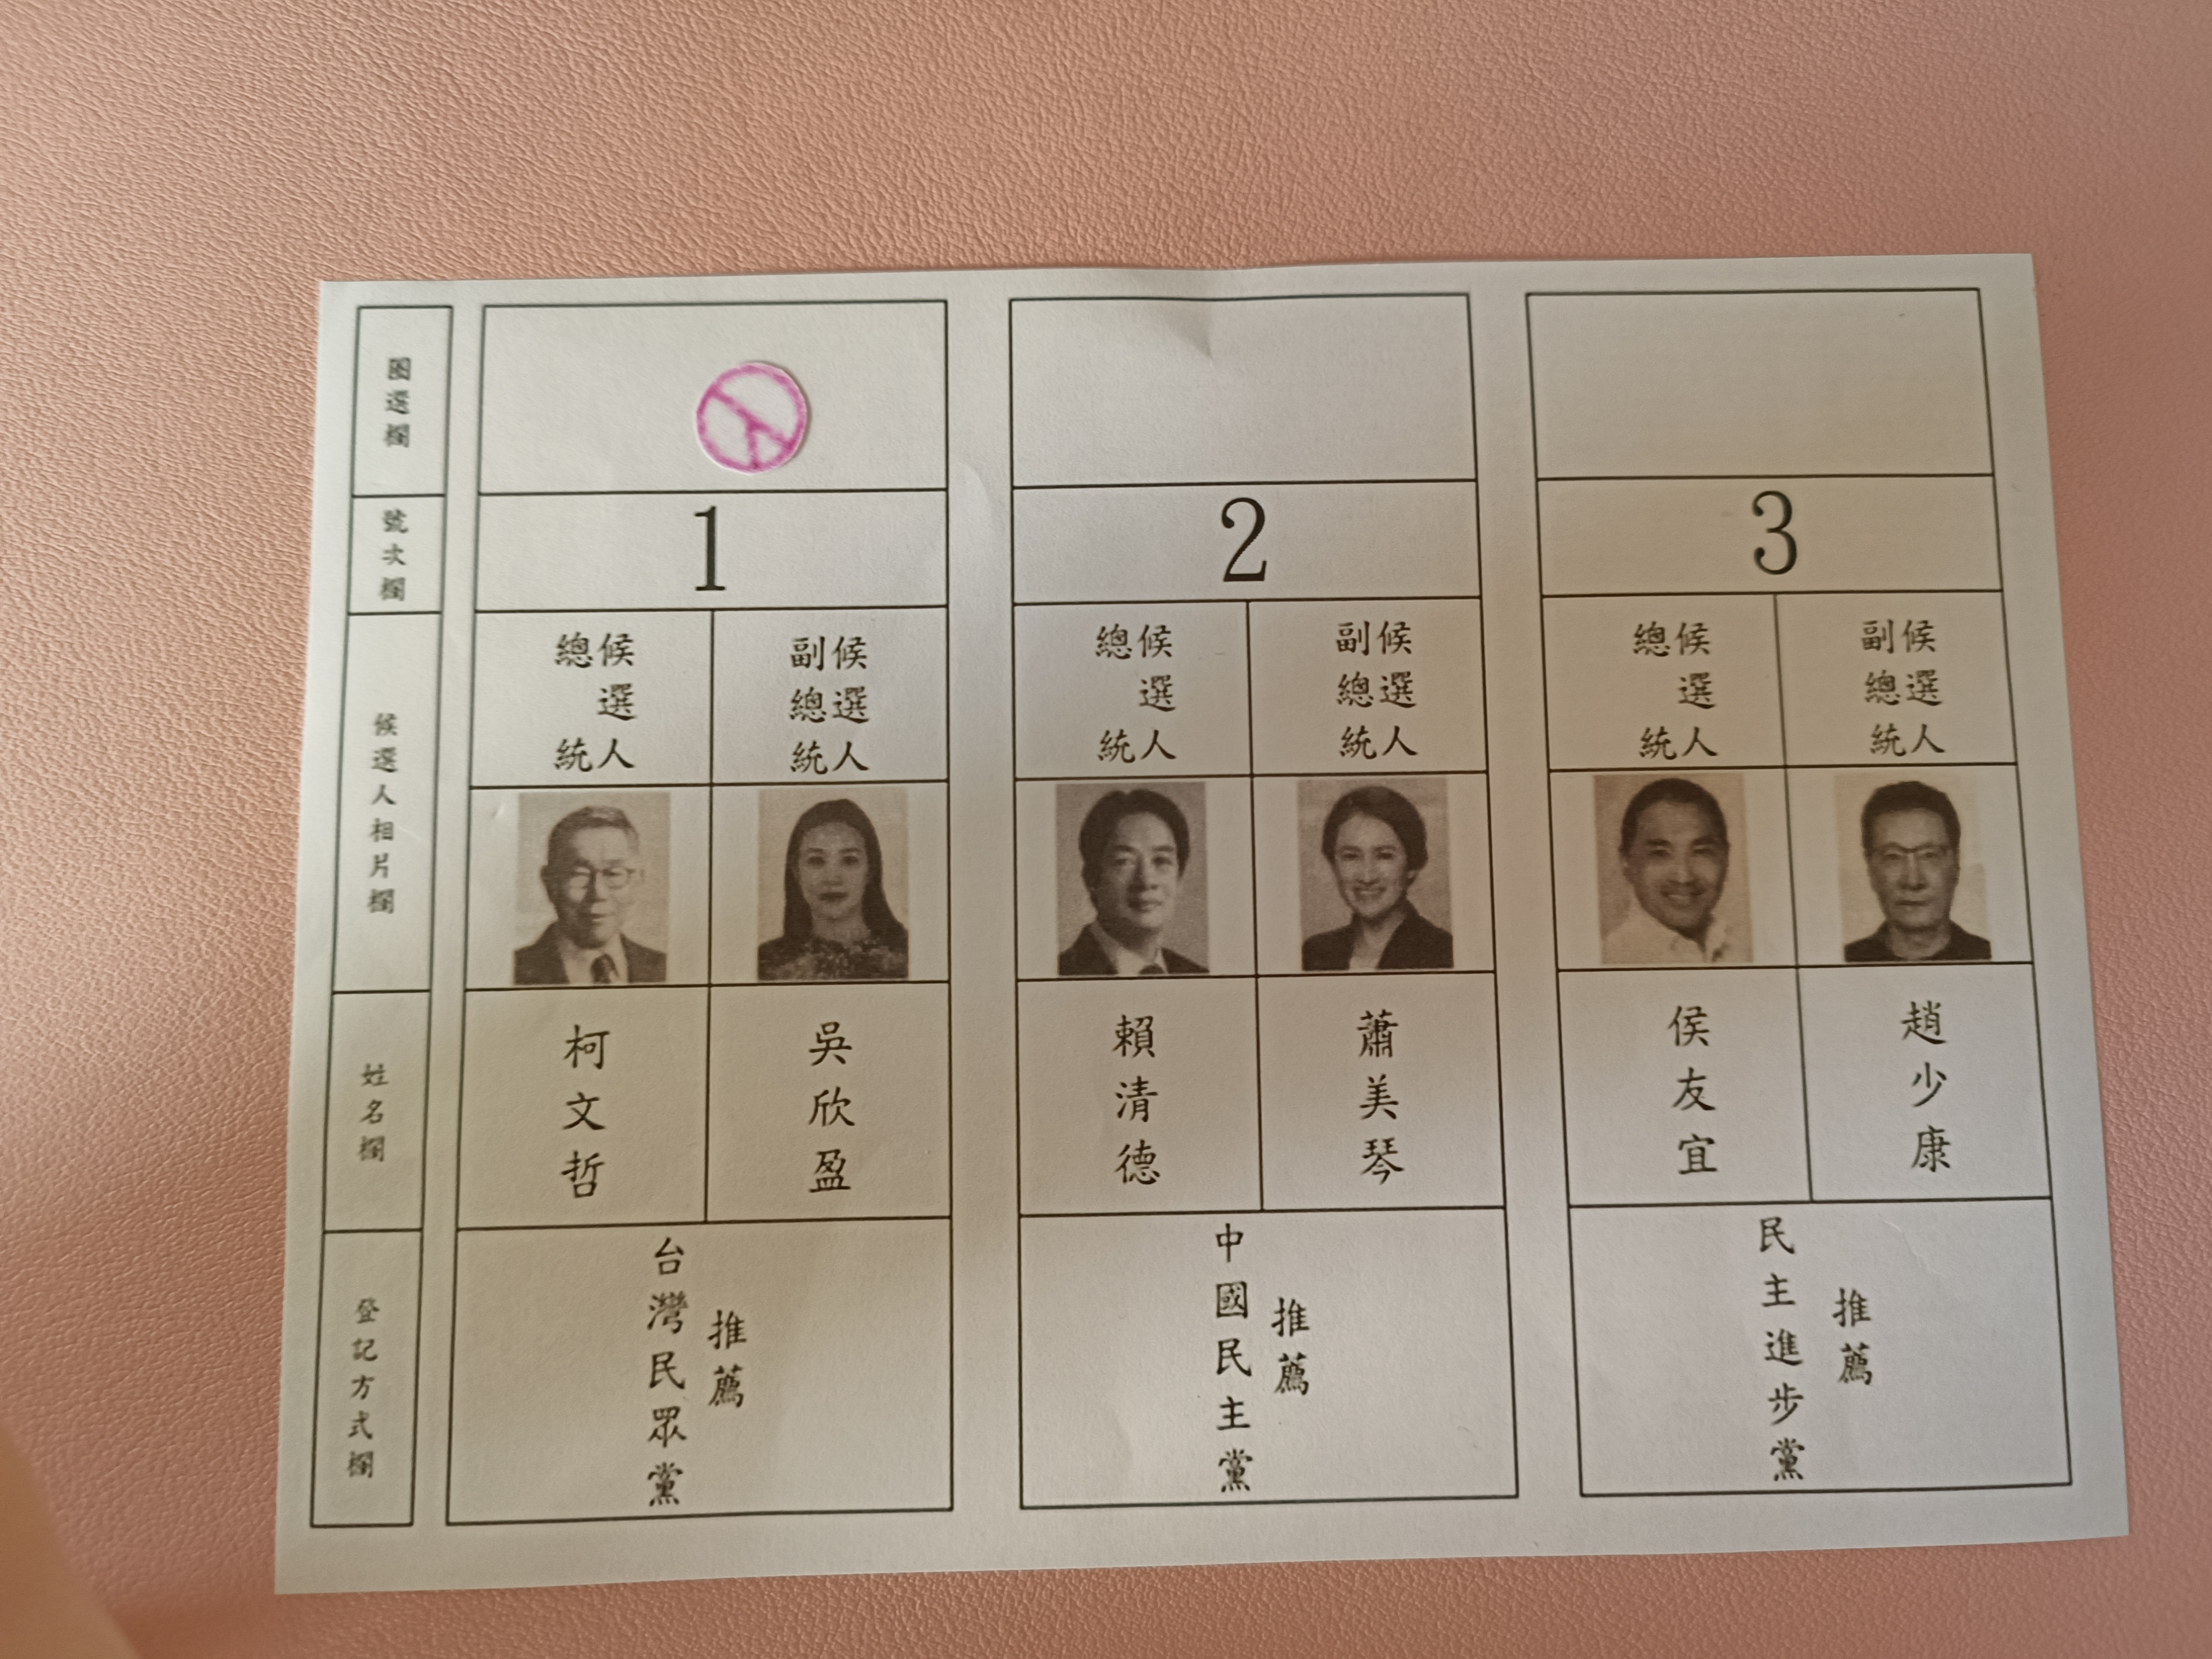 圈選欄
號次欄
候選人相片欄
姓名欄
登記方式欄
1
總統候選人
副總統候選人
柯文哲
吳欣盈
台灣民眾黨
推薦
2
總統候選人
副總統候選人
賴清德
蕭美琴
中國民主黨
推薦
3
總統候選人
副總統候選人
侯友宜
趙少康
民主進步黨
推薦